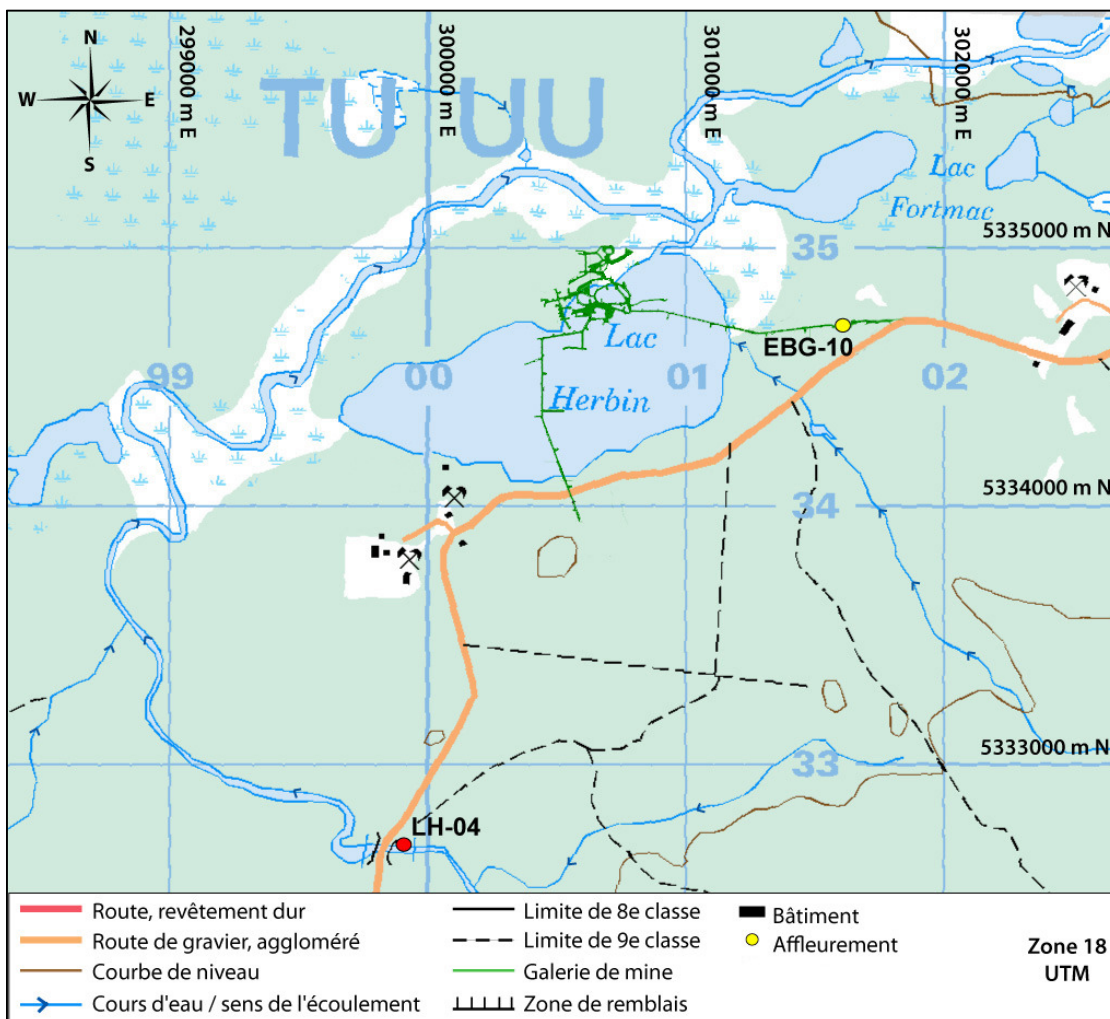 N
W E
S
299000 m E
300000 m E
301000 m E
302000 m E
TU UU
Lac
Fortmac
5335000 m N
35
EBG-10
Lac
Herbin
99
00
01
02
5334000 m N
34
5333000 m N
33
LH-04
Route, revêtement dur
Route de gravier, aggloméré
Courbe de niveau
Cours d'eau / sens de l'écoulement
Limite de 8e classe
Limite de 9e classe
Galerie de mine
Zone de remblais
Bâtiment
Affleurement
Zone 18
UTM